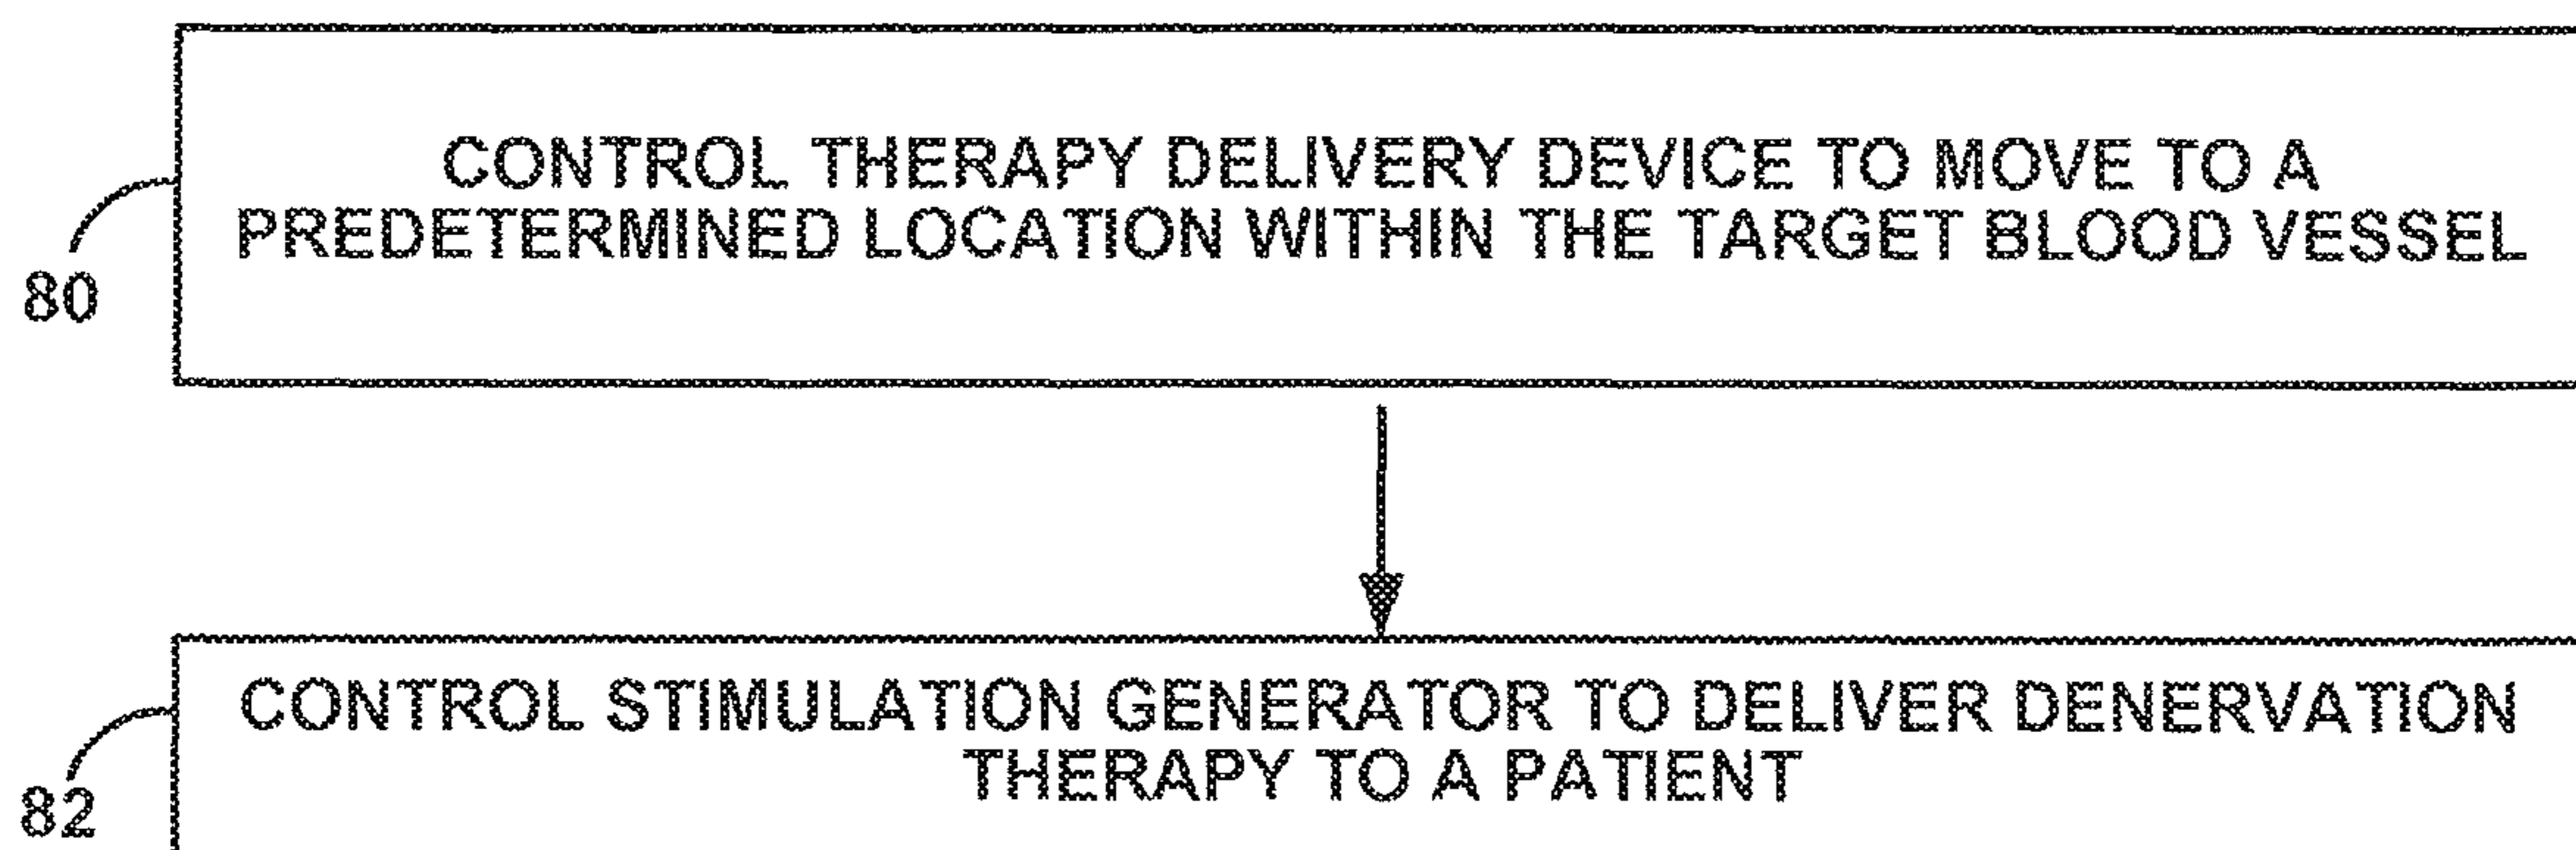 CONTROL THERAPY DELIVERY DEVICE TO MOVE TO A
PREDETERMINED LOCATION WITHIN THE TARGET BLOOD VESSEL
80
CONTROL STIMULATION GENERATOR TO DELIVER DENERVATION
THERAPY TO A PATIENT
82